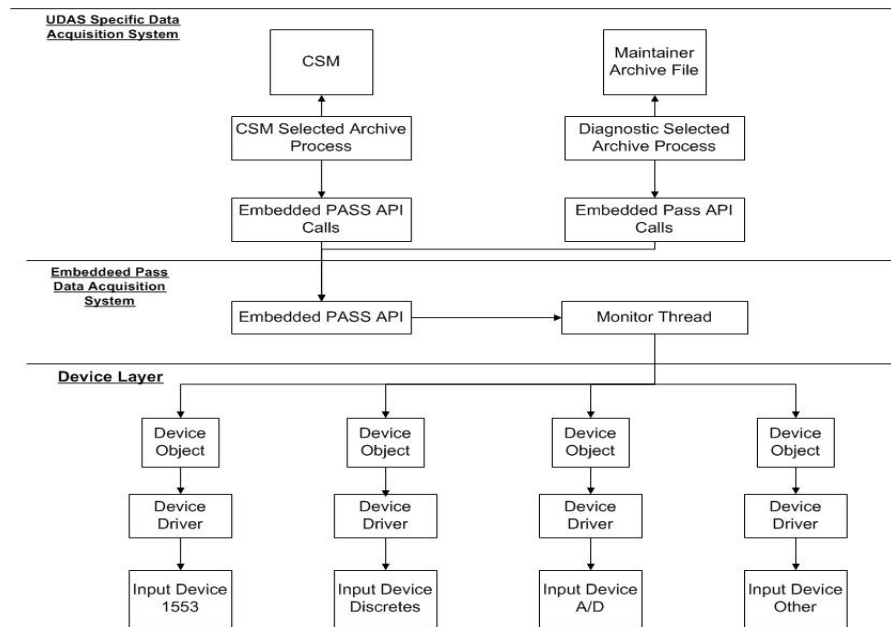 UDAS Specific Data
Acquisition System
CSM
Maintainer
Archive File
CSM Selected Archive
Process
Diagnostic Selected
Archive Process
Embedded PASS API
Calls
Embedded Pass API
Calls
Embeddeed Pass
Data Acquisition
System
Embedded PASS API
Monitor Thread
Device Layer
Device
Object
Device
Object
Device
Object
Device
Object
Device
Driver
Device
Driver
Device
Driver
Device
Driver
Input Device
1553
Input Device
Discretes
Input Device
A/D
Input Device
Other